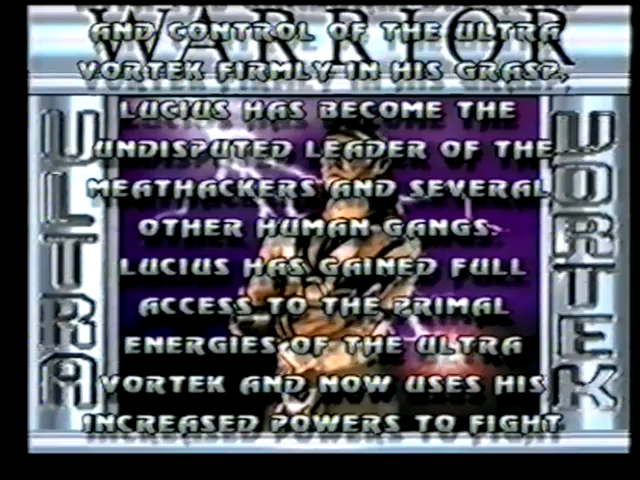 WARRIOR
AND CONTROL OF THE ULTRA
VORTEK FIRMLY IN HIS GRASP,
LUCIUS HAS BECOME THE
UNDISPUTED LEADER OF THE
MEATHACKERS AND SEVERAL
OTHER HUMAN GANGS.
LUCIUS HAS GAINED FULL
ACCESS TO THE PRIMAL
ENERGIES OF THE ULTRA
VORTEK AND NOW USES HIS
INCREASED POWERS TO FIGHT
ULTRA
VORTEK